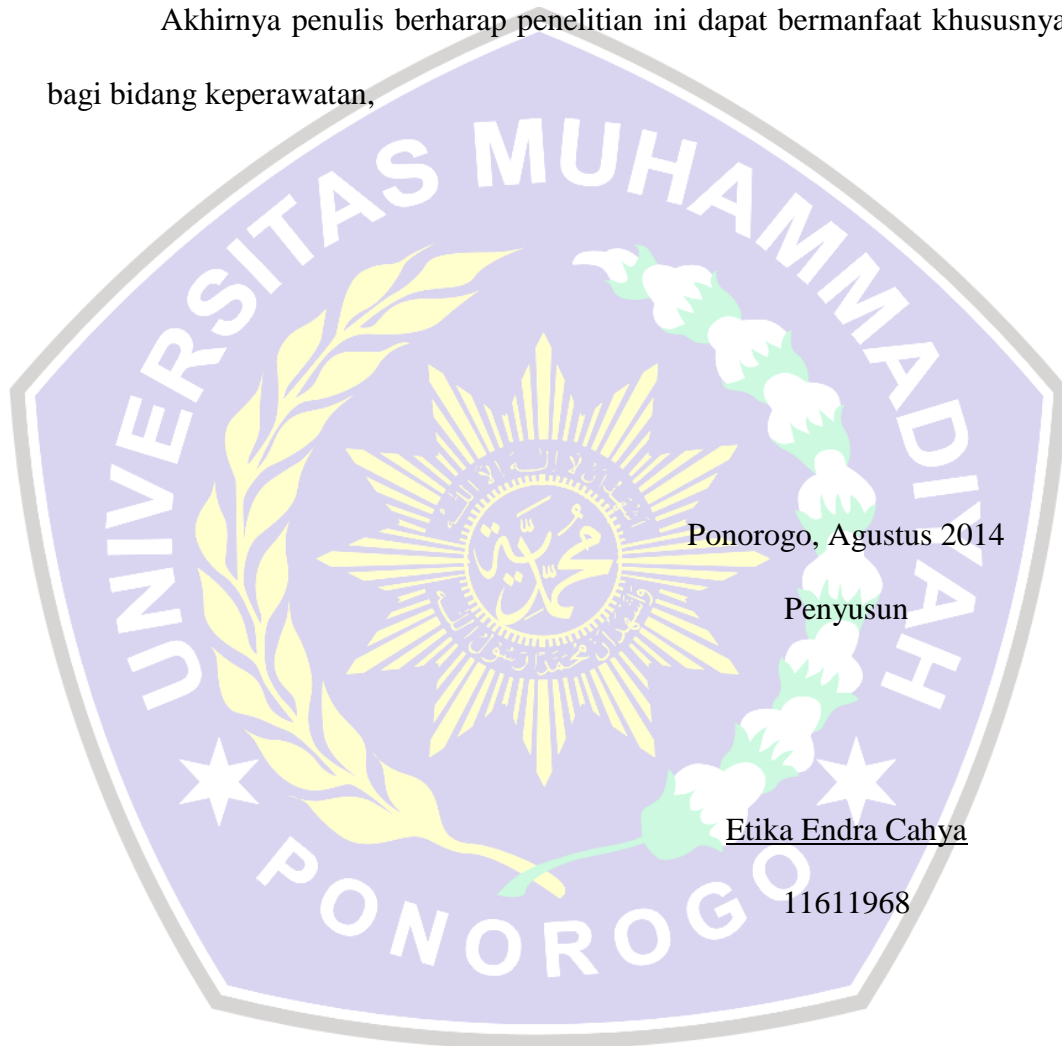 Akhirnya penulis berharap penelitian ini dapat bermanfaat khususnya
bagi bidang keperawatan,
UNIVERSITAS MUHAMMADIYAH
Ponorogo, Agustus 2014
Penyusun
Etika Endra Cahya
11611968
PONOROGO
محمدية